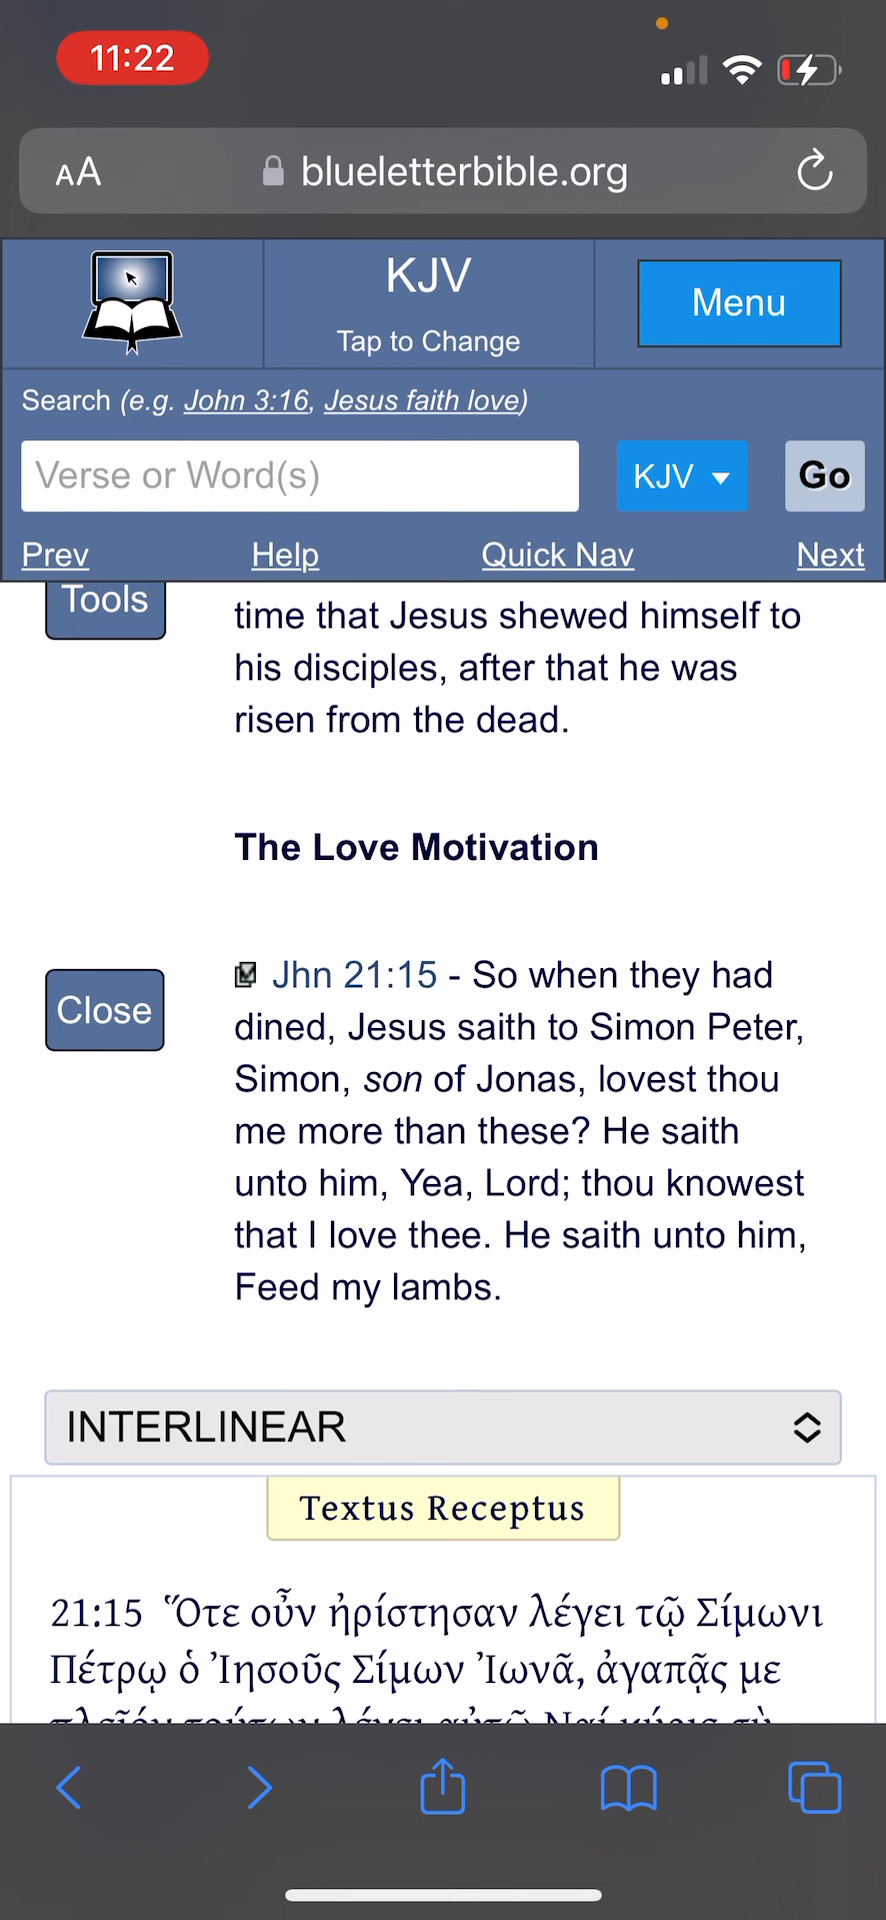 11:22
AA blueletterbible.org
KJV
Tap to Change
Menu
Search (e.g. John 3:16, Jesus faith love)
Verse or Word(s)
KJV
Go
Prev Help Quick Nav Next
Tools
time that Jesus shewed himself to
his disciples, after that he was
risen from the dead.
The Love Motivation
Close
Jhn 21:15 - So when they had
dined, Jesus saith to Simon Peter,
Simon, son of Jonas, lovest thou
me more than these? He saith
unto him, Yea, Lord; thou knowest
that I love thee. He saith unto him,
Feed my lambs.
INTERLINEAR
Textus Receptus
21:15 Ὅτε οὖν ἠρίστησαν λέγει τῷ Σίμωνι
Πέτρῳ ὁ Ἰησοῦς Σίμων Ἰωνᾶ, ἀγαπᾷς με